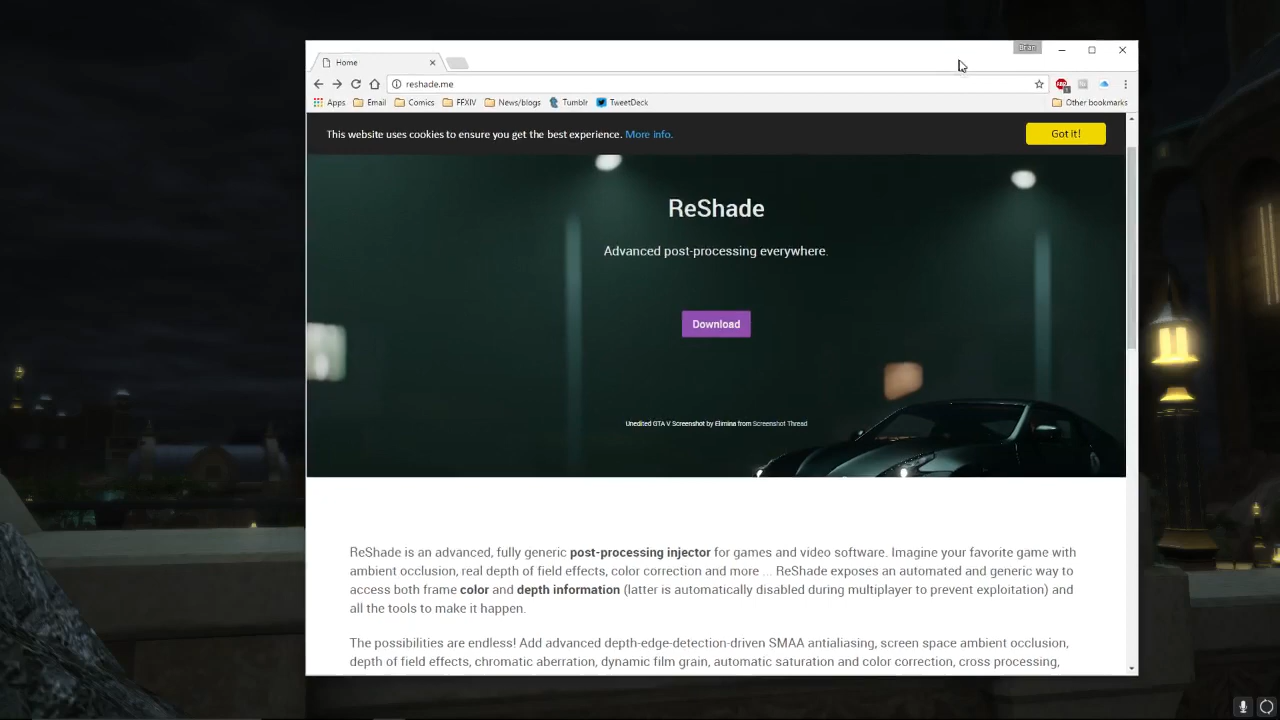 Brian
Home
reshade.me
Apps Email Comics FFXIV News/blogs Tumblr TweetDeck Other bookmarks
This website uses cookies to ensure you get the best experience. More info. Got it!
ReShade
Advanced post-processing everywhere.
Download
Unedited GTA V Screenshot by Elimina from Screenshot Thread
ReShade is an advanced, fully generic post-processing injector for games and video software. Imagine your favorite game with
ambient occlusion, real depth of field effects, color correction and more ... ReShade exposes an automated and generic way to
access both frame color and depth information (latter is automatically disabled during multiplayer to prevent exploitation) and
all the tools to make it happen.
The possibilities are endless! Add advanced depth-edge-detection-driven SMAA antialiasing, screen space ambient occlusion,
depth of field effects, chromatic aberration, dynamic film grain, automatic saturation and color correction, cross processing,